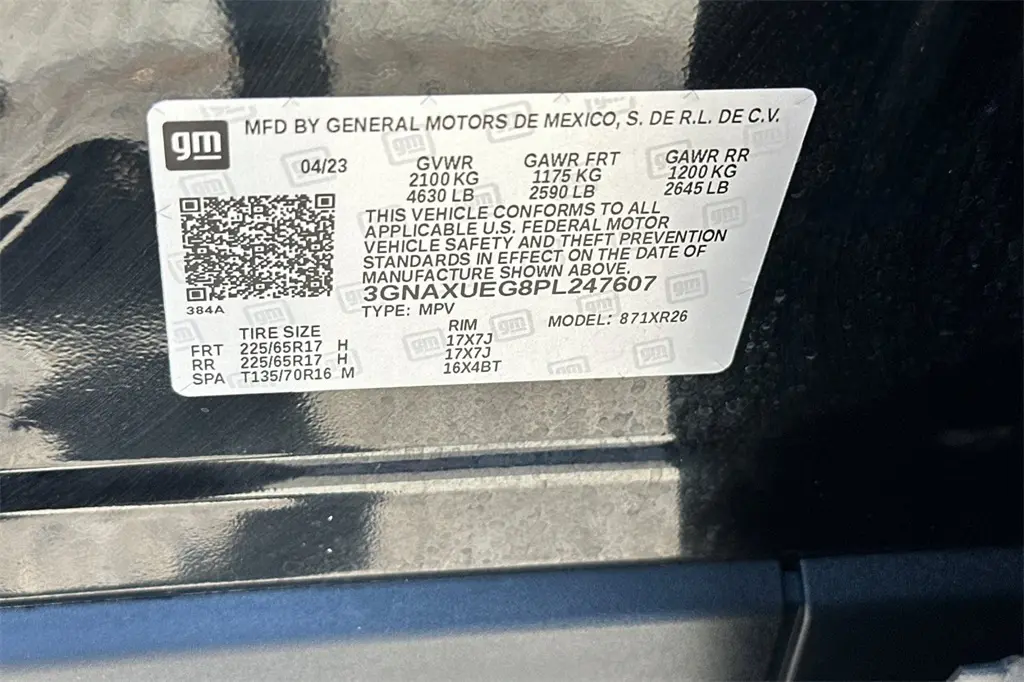 gm MFD BY GENERAL MOTORS DE MEXICO, S. DE R.L. DE C.V.
04/23 GVWR GAWR FRT GAWR RR
2100 KG 1175 KG 1200 KG
4630 LB 2590 LB 2645 LB
THIS VEHICLE CONFORMS TO ALL
APPLICABLE U.S. FEDERAL MOTOR
VEHICLE SAFETY AND THEFT PREVENTION
STANDARDS IN EFFECT ON THE DATE OF
MANUFACTURE SHOWN ABOVE.
3GNAXUEG8PL247607
384A TYPE: MPV MODEL: 871XR26
TIRE SIZE RIM
FRT 225/65R17 H 17X7J
RR 225/65R17 H 17X7J
SPA T135/70R16 M 16X4BT